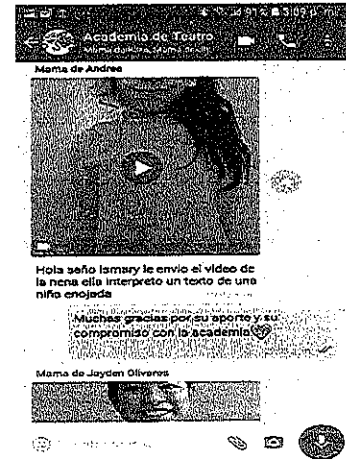 Academia de Teatro
Mama de Andrea
Hola seño Ismary le envio el video de
la nena ella interpreto un texto de una
niña enojada
Muchas gracias por su aporte y su
compromiso con la academia
Mama de Jayden Oliveros